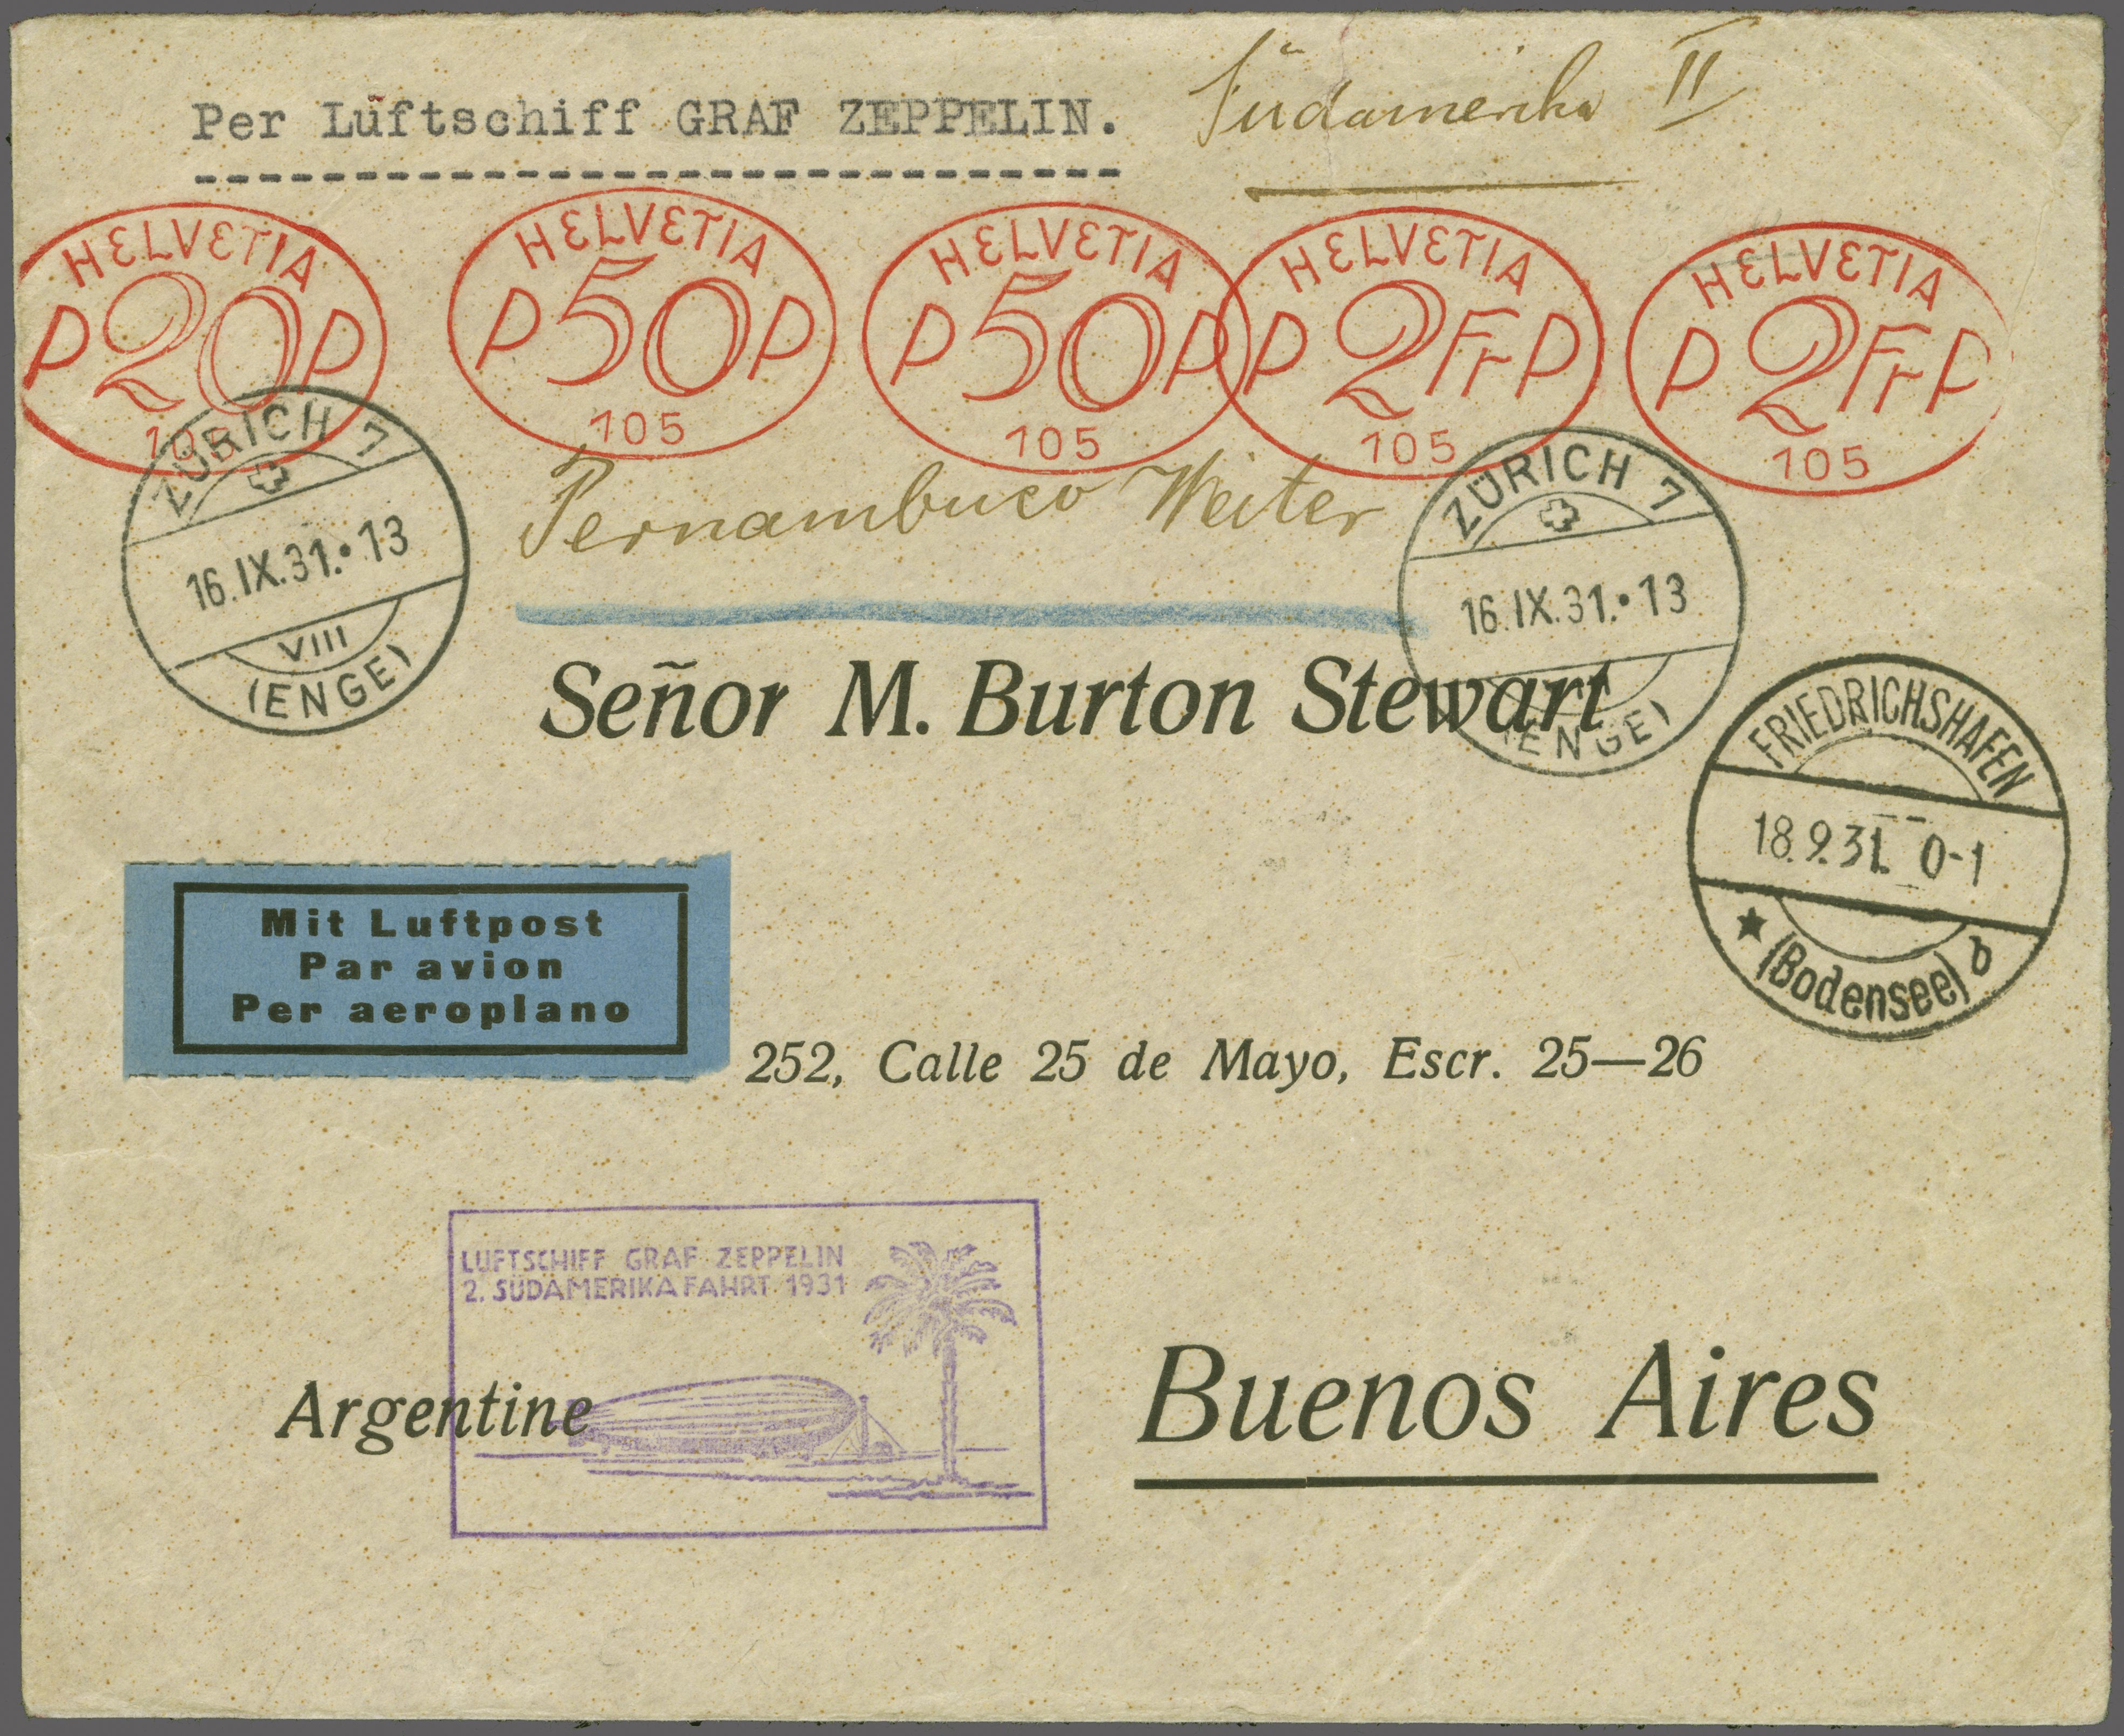 Per Luftschiff GRAF ZEPPELIN. Südamerika II
HELVETIA
P 20 P
105
HELVETIA
P 50 P
105
HELVETIA
P 50 P
105
HELVETIA
P 2 Fr P
105
HELVETIA
P 2 Fr P
105
ZÜRICH 7
16.IX.31.•13
VIII
(ENGE)
Pernambuco Weiter
ZÜRICH 7
16.IX.31.•13
(ENGE)
Señor M. Burton Stewart
FRIEDRICHSHAFEN
18.9.31. 0-1
(Bodensee) b
Mit Luftpost
Par avion
Per aeroplano
252, Calle 25 de Mayo, Escr. 25—26
LUFTSCHIFF GRAF ZEPPELIN
2. SÜDAMERIKAFAHRT 1931
Argentine
Buenos Aires